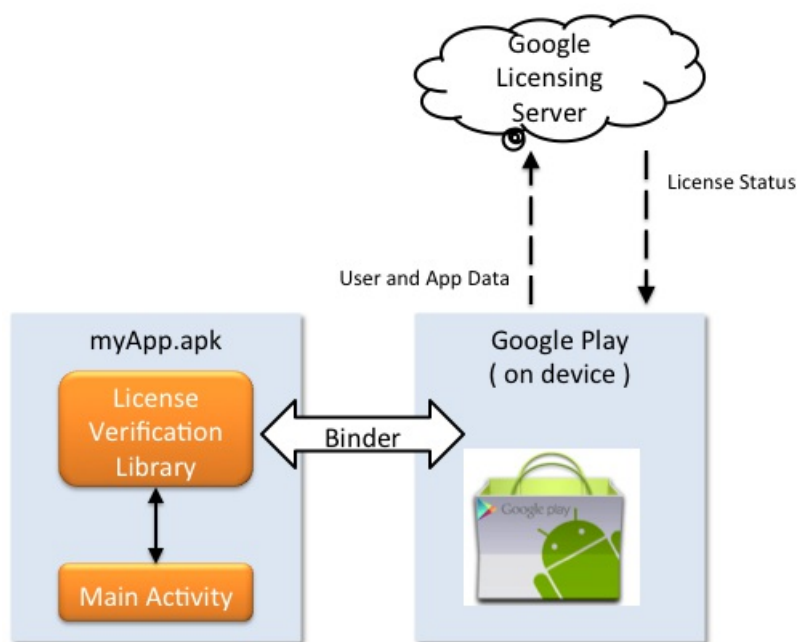 Google
Licensing
Server
License Status
User and App Data
myApp.apk
License
Verification
Library
Main Activity
Binder
Google Play
( on device )
Google play